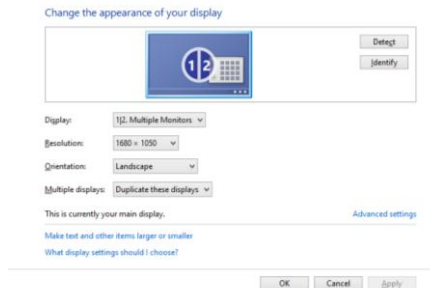 Change the appearance of your display
1|2
Detect
Identify
Display: 1|2. Multiple Monitors
Resolution: 1680 × 1050
Orientation: Landscape
Multiple displays: Duplicate these displays
This is currently your main display. Advanced settings
Make text and other items larger or smaller
What display settings should I choose?
OK Cancel Apply